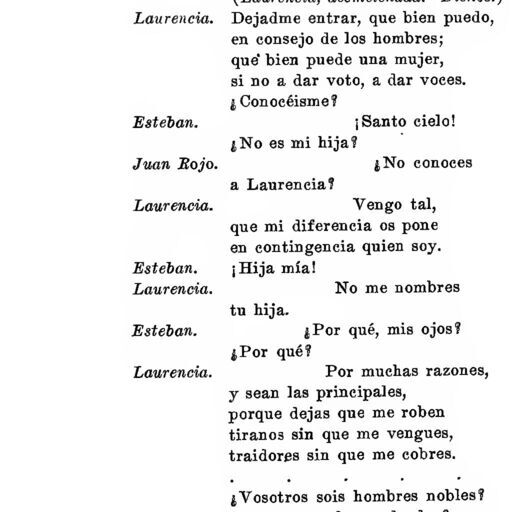 Laurencia. Dejadme entrar, que bien puedo,
en consejo de los hombres;
que bien puede una mujer,
si no a dar voto, a dar voces.
¿Conocéisme?
Esteban. ¡Santo cielo!
¿No es mi hija?
Juan Rojo. ¿No conoces
a Laurencia?
Laurencia. Vengo tal,
que mi diferencia os pone
en contingencia quien soy.
Esteban. ¡Hija mía!
Laurencia. No me nombres
tu hija.
Esteban. ¿Por qué, mis ojos?
¿Por qué?
Laurencia. Por muchas razones,
y sean las principales,
porque dejas que me roben
tiranos sin que me vengues,
traidores sin que me cobres.
. . . . .
¿Vosotros sois hombres nobles?